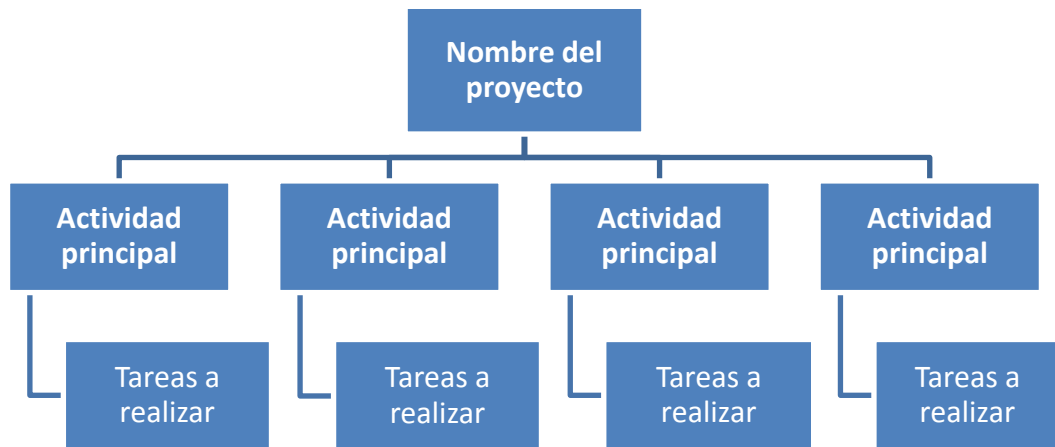 Nombre del
proyecto
Actividad
principal
Actividad
principal
Actividad
principal
Actividad
principal
Tareas a
realizar
Tareas a
realizar
Tareas a
realizar
Tareas a
realizar